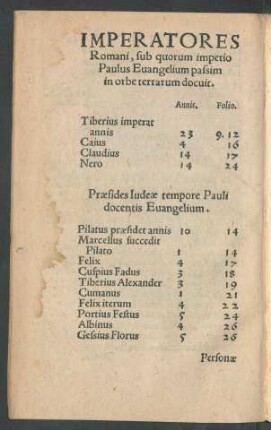 IMPERATORES
Romani, sub quorum imperio
Paulus Euangelium passim
in orbe terrarum docuit.
Annis. Folio.
Tiberius imperat
annis 23 9. 12
Caius 4 16
Claudius 14 17
Nero 14 24
Præsides Iudeæ tempore Pauli
docentis Euangelium.
Pilatus præsidet annis 10 14
Marcellus succedit
Pilato 1 14
Felix 4 17
Cuspius Fadus 3 18
Tiberius Alexander 3 19
Cumanus 1 21
Felix iterum 4 22
Portius Festus 5 24
Albinus 4 26
Gessius Florus 5 26
Personæ